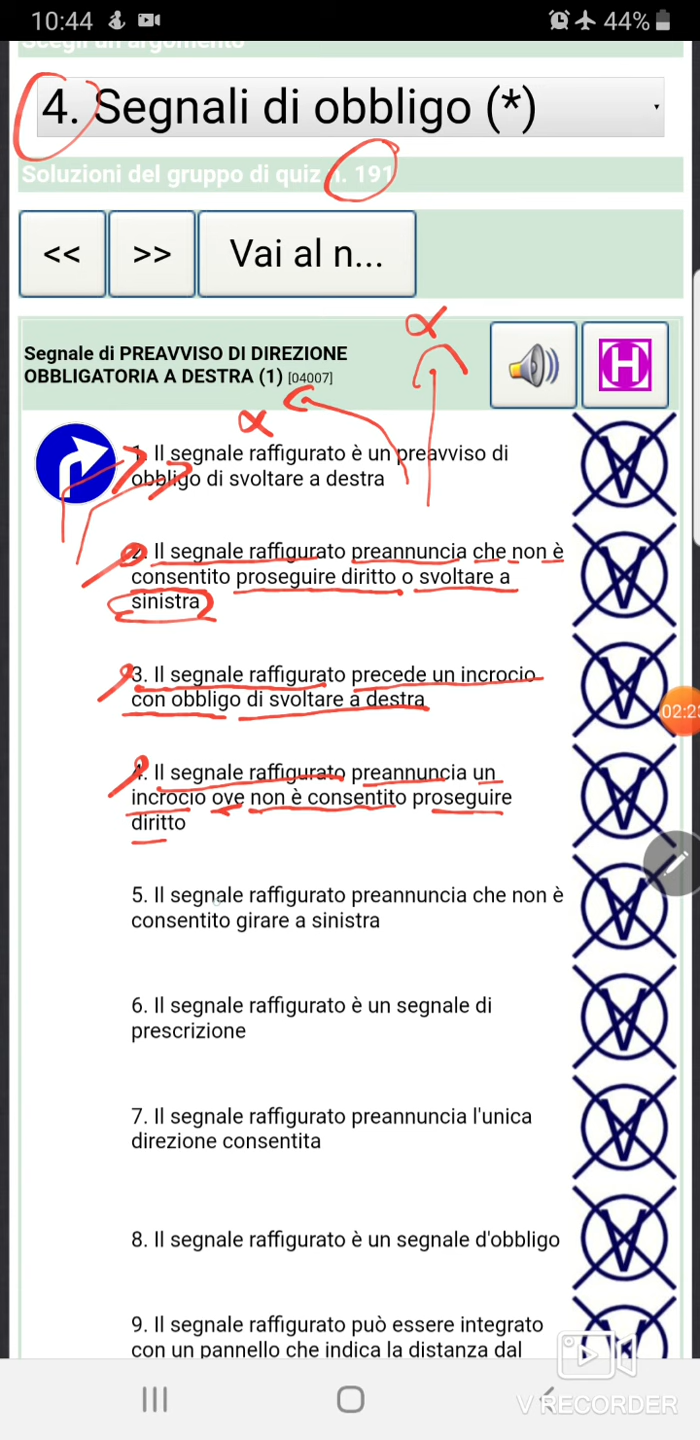 10:44
44%
Scegli un argomento
4. Segnali di obbligo (*)
Soluzioni del gruppo di quiz n. 191
<<
>>
Vai al n...
Segnale di PREAVVISO DI DIREZIONE
OBBLIGATORIA A DESTRA (1) [04007]
H
1. Il segnale raffigurato è un preavviso di
obbligo di svoltare a destra
V
2. Il segnale raffigurato preannuncia che non è
consentito proseguire diritto o svoltare a
sinistra
V
3. Il segnale raffigurato precede un incrocio
con obbligo di svoltare a destra
V
02:23
4. Il segnale raffigurato preannuncia un
incrocio ove non è consentito proseguire
diritto
V
5. Il segnale raffigurato preannuncia che non è
consentito girare a sinistra
V
6. Il segnale raffigurato è un segnale di
prescrizione
V
7. Il segnale raffigurato preannuncia l'unica
direzione consentita
V
8. Il segnale raffigurato è un segnale d'obbligo
V
9. Il segnale raffigurato può essere integrato
con un pannello che indica la distanza dal
V
V RECORDER